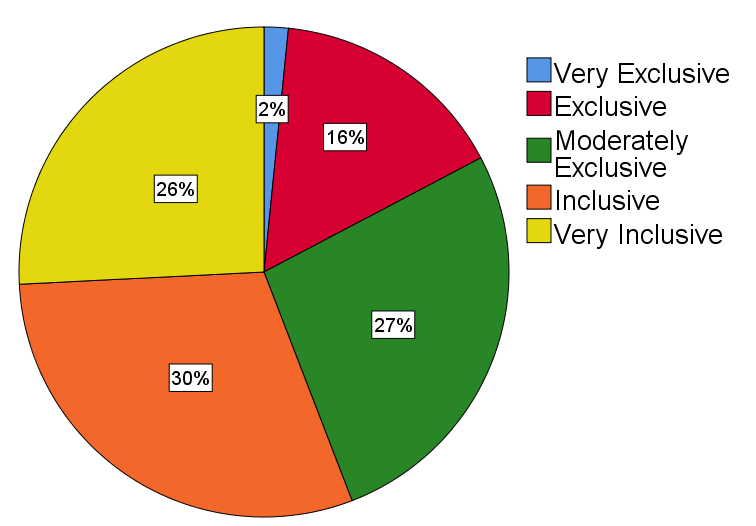 2%
16%
26%
27%
30%
Very Exclusive
Exclusive
Moderately
Exclusive
Inclusive
Very Inclusive